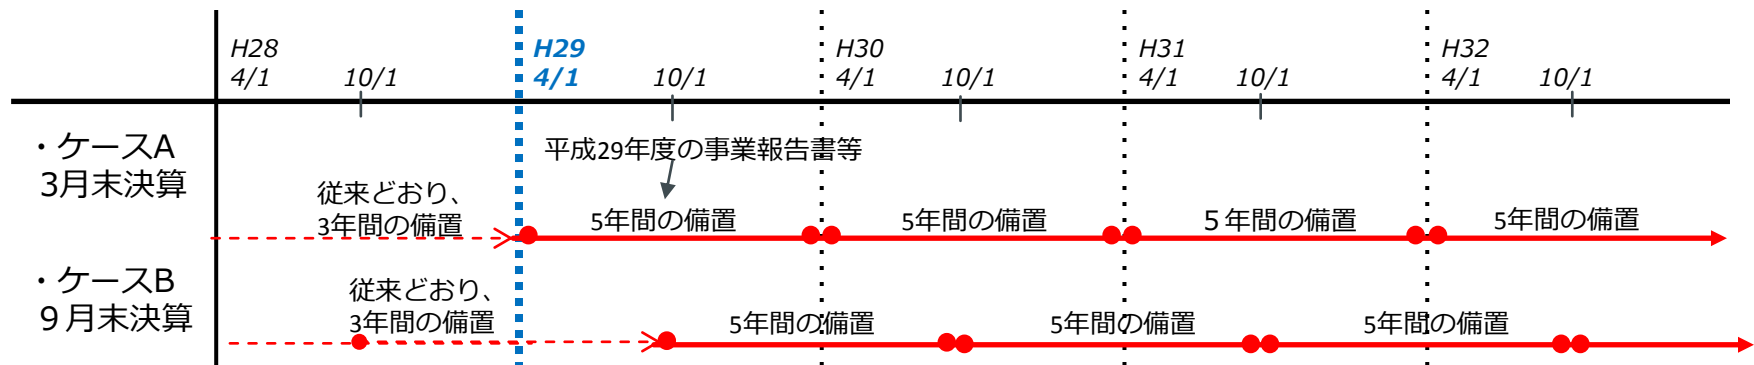 H28
4/1
10/1
H29
4/1
10/1
H30
4/1
10/1
H31
4/1
10/1
H32
4/1
10/1
・ケースA
3月末決算
従来どおり、
3年間の備置
平成29年度の事業報告書等
5年間の備置
5年間の備置
５年間の備置
5年間の備置
・ケースB
９月末決算
従来どおり、
3年間の備置
5年間の備置
5年間の備置
5年間の備置